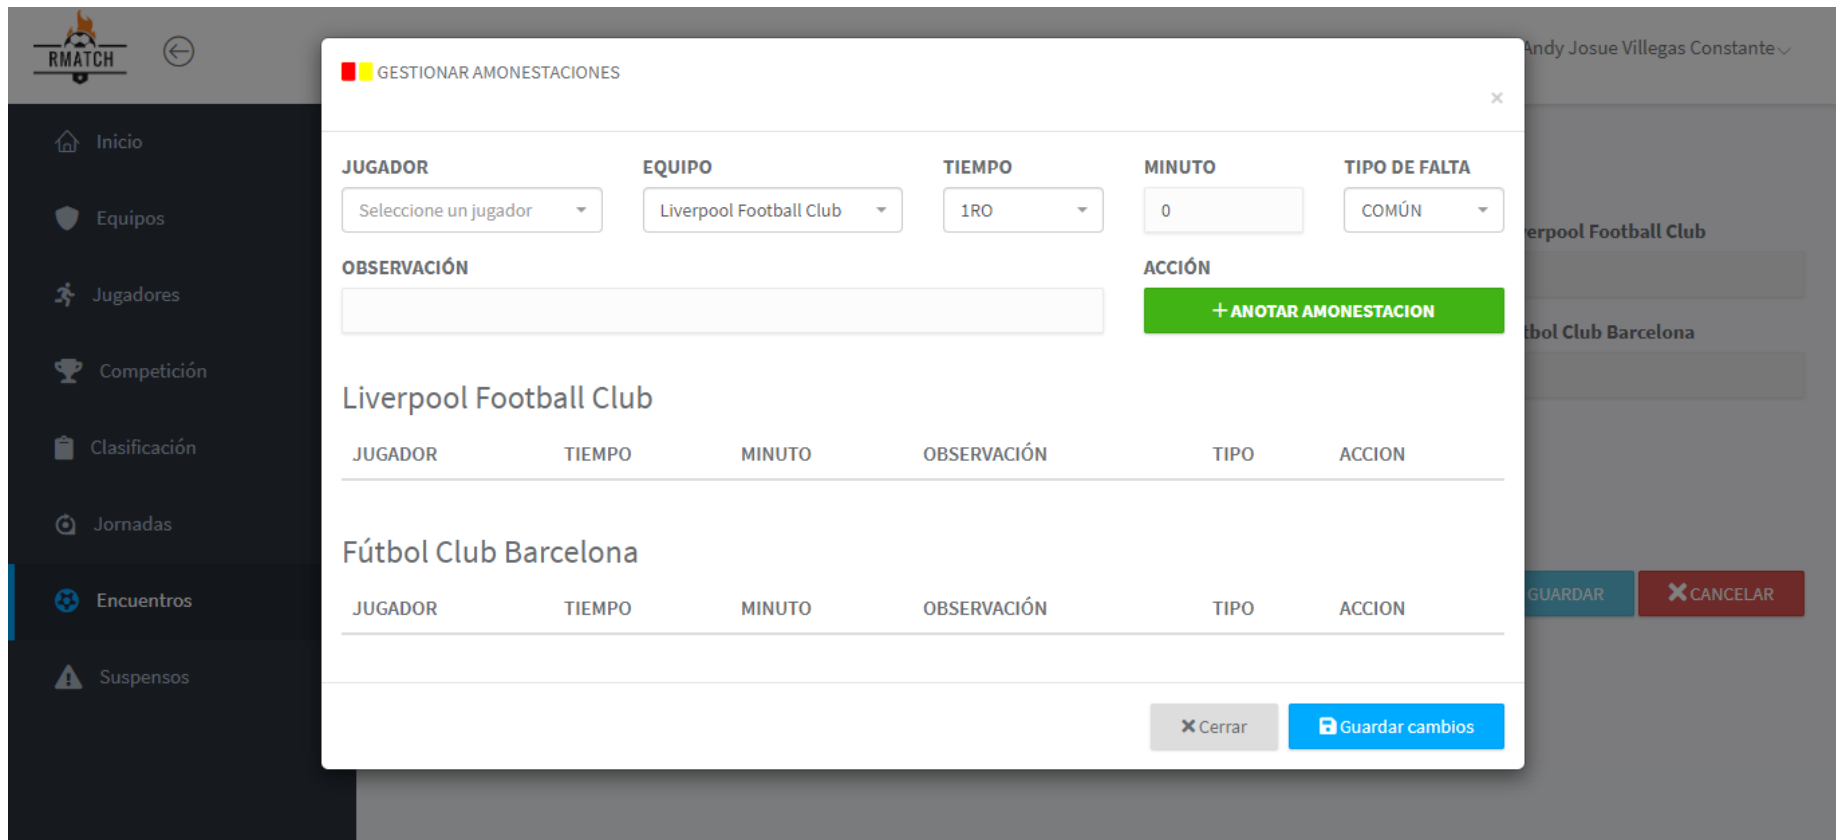 RMATCH
Andy Josue Villegas Constante
GESTIONAR AMONESTACIONES
×
Inicio
Equipos
Jugadores
Competición
Clasificación
Jornadas
Encuentros
Suspensos
JUGADOR EQUIPO TIEMPO MINUTO TIPO DE FALTA
Seleccione un jugador Liverpool Football Club 1RO 0 COMÚN
OBSERVACIÓN ACCIÓN
+ ANOTAR AMONESTACION
Liverpool Football Club
JUGADOR TIEMPO MINUTO OBSERVACIÓN TIPO ACCION
Fútbol Club Barcelona
JUGADOR TIEMPO MINUTO OBSERVACIÓN TIPO ACCION
Cerrar Guardar cambios
erpool Football Club
tbol Club Barcelona
GUARDAR CANCELAR